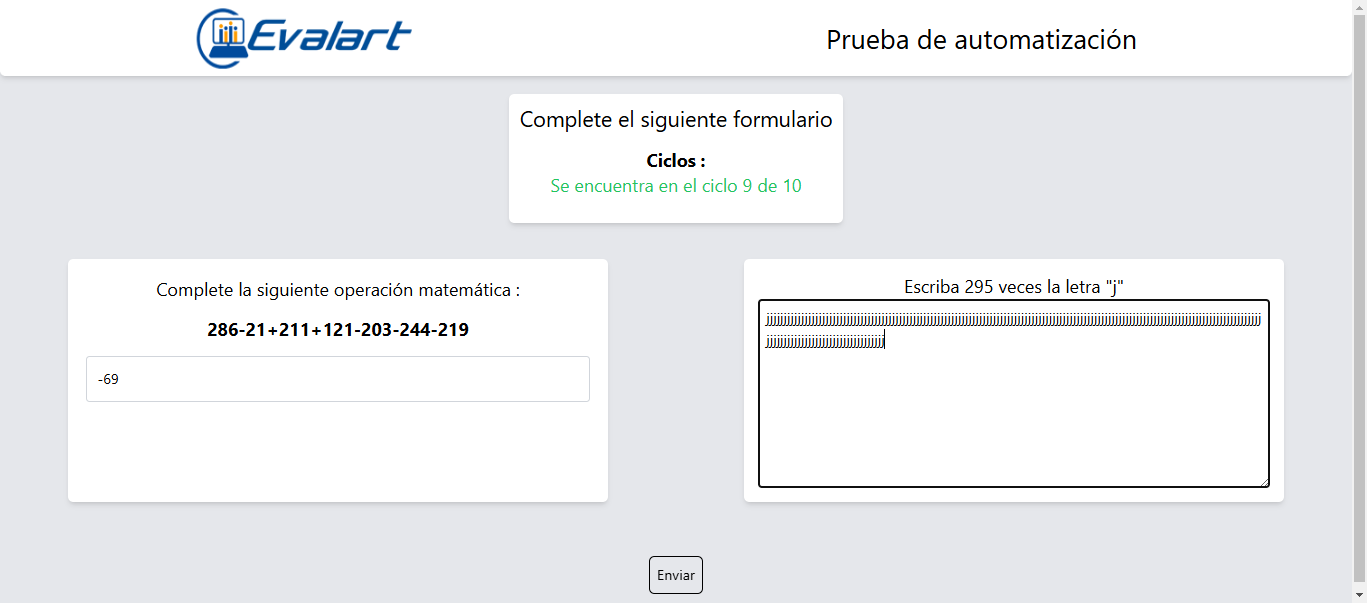 Evalart
Prueba de automatización
Complete el siguiente formulario
Ciclos :
Se encuentra en el ciclo 9 de 10
Complete la siguiente operación matemática :
286-21+211+121-203-244-219
-69
Escriba 295 veces la letra "j"
Enviar